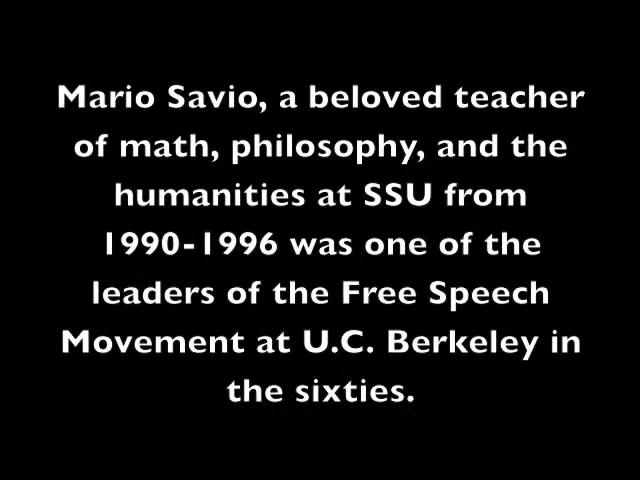 Mario Savio, a beloved teacher
of math, philosophy, and the
humanities at SSU from
1990-1996 was one of the
leaders of the Free Speech
Movement at U.C. Berkeley in
the sixties.